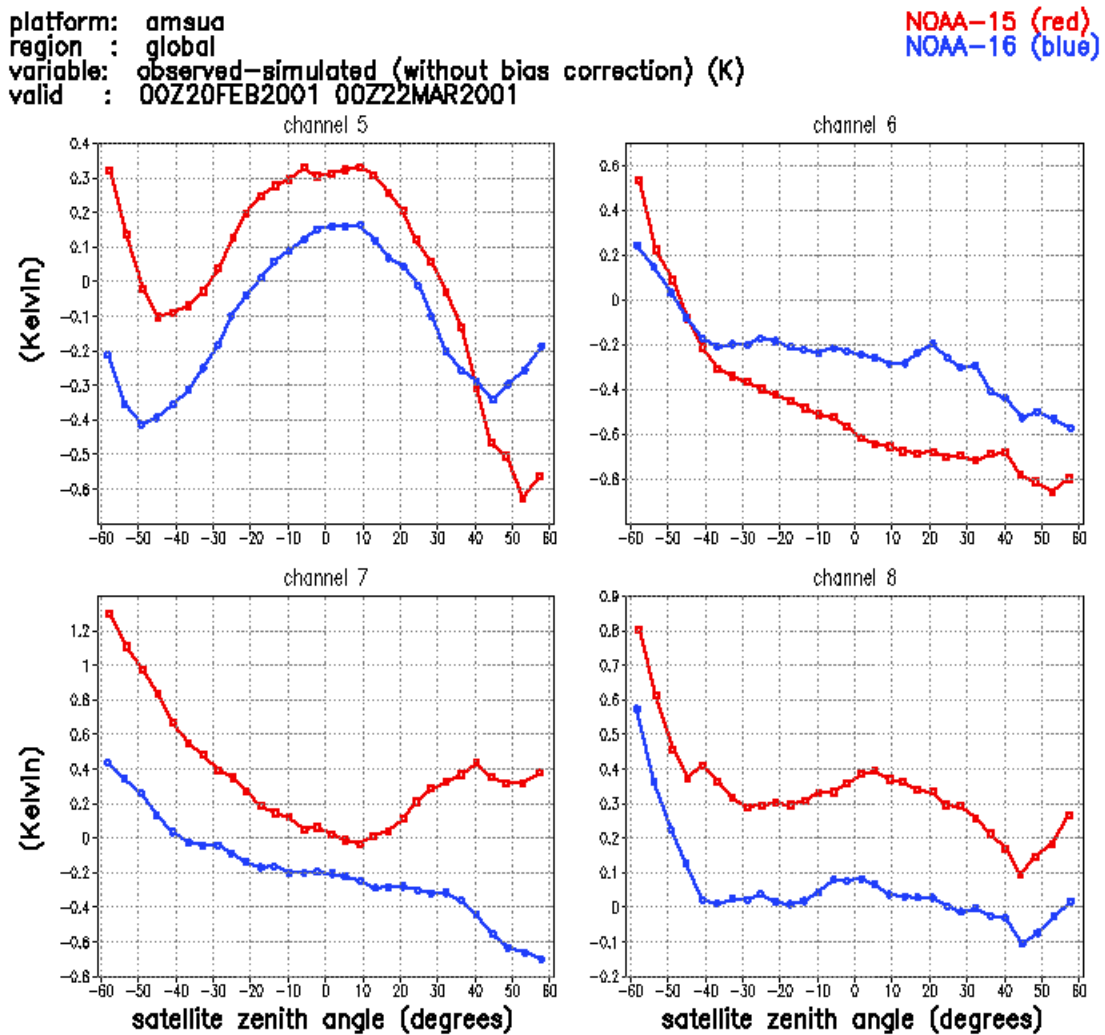 platform: amsua
NOAA-15 (red)
region : global
NOAA-16 (blue)
variable: observed-simulated (without bias correction) (K)
valid : 00Z20FEB2001 00Z22MAR2001
channel 5
channel 6
0.4
0.3
0.2
0.1
0
-0.1
-0.2
-0.3
-0.4
-0.5
-0.6
(Kelvin)
-60 -50 -40 -30 -20 -10 0 10 20 30 40 50 60
0.6
0.4
0.2
0
-0.2
-0.4
-0.6
-0.8
-60 -50 -40 -30 -20 -10 0 10 20 30 40 50 60
channel 7
channel 8
1.2
1
0.8
0.6
0.4
0.2
0
-0.2
-0.4
-0.6
-0.8
(Kelvin)
-60 -50 -40 -30 -20 -10 0 10 20 30 40 50 60
satellite zenith angle (degrees)
0.9
0.8
0.7
0.6
0.5
0.4
0.3
0.2
0.1
0
-0.1
-0.2
-60 -50 -40 -30 -20 -10 0 10 20 30 40 50 60
satellite zenith angle (degrees)